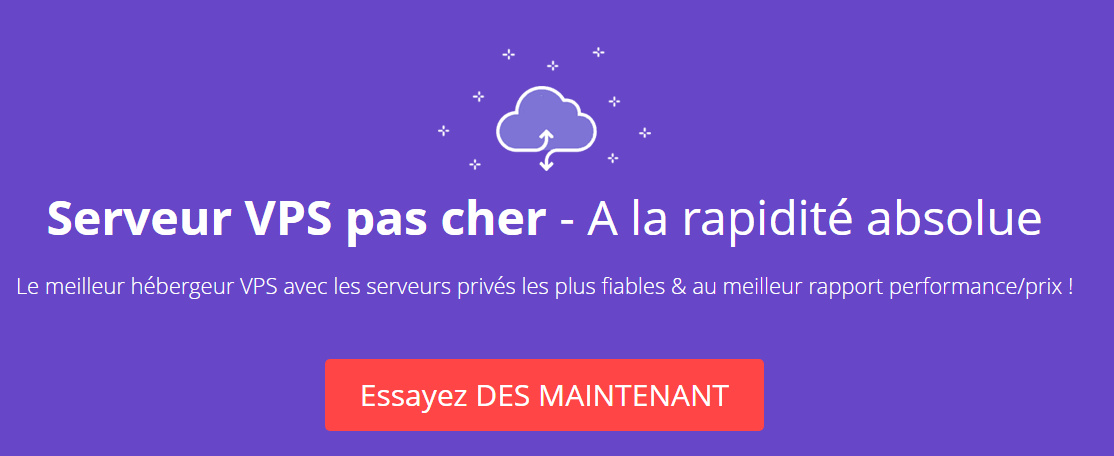 Serveur VPS pas cher - A la rapidité absolue
Le meilleur hébergeur VPS avec les serveurs privés les plus fiables & au meilleur rapport performance/prix !
Essayez DES MAINTENANT